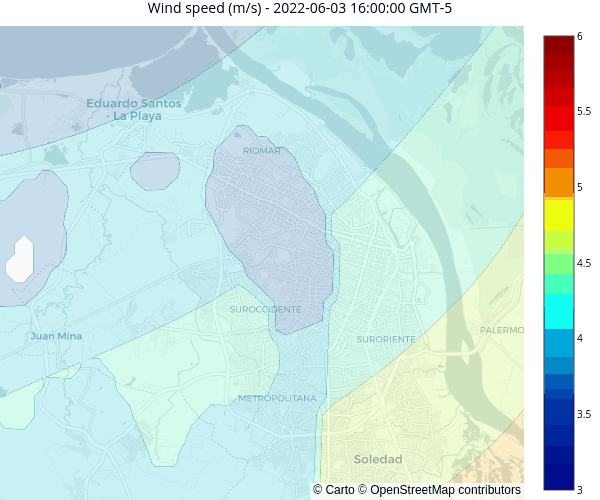 Wind speed (m/s) - 2022-06-03 16:00:00 GMT-5
Eduardo Santos
- La Playa
RIOMAR
SUROCCIDENTE
Juan Mina
SURORIENTE
PALERMO
METROPOLITANA
Soledad
© Carto © OpenStreetMap contributors
6
5.5
5
4.5
4
3.5
3